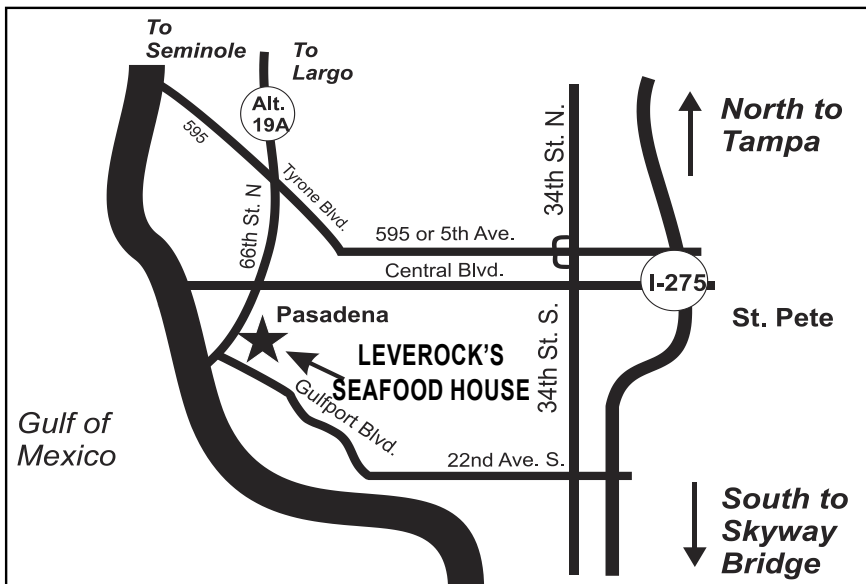 To
Seminole
To
Largo
Alt.
19A
595
Tyrone Blvd.
66th St. N
34th St. N.
North to
Tampa
595 or 5th Ave.
Central Blvd.
I-275
St. Pete
Pasadena
LEVEROCK'S
SEAFOOD HOUSE
34th St. S.
Gulfport Blvd.
Gulf of
Mexico
22nd Ave. S.
South to
Skyway
Bridge